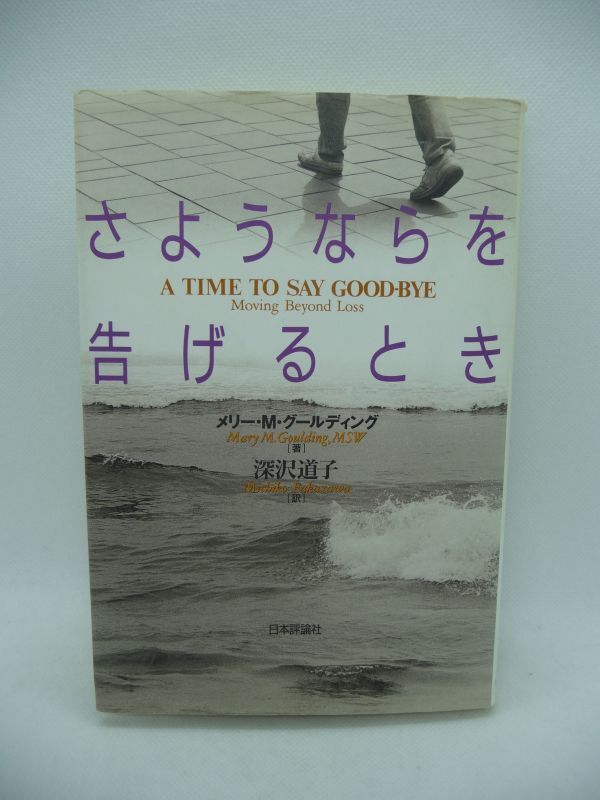 さようならを
A TIME TO SAY GOOD-BYE
Moving Beyond Loss
告げるとき
メリー・M・グールディング
Mary M. Goulding, MSW
[著]
深沢道子
Michiko Fukazawa
[訳]
日本評論社